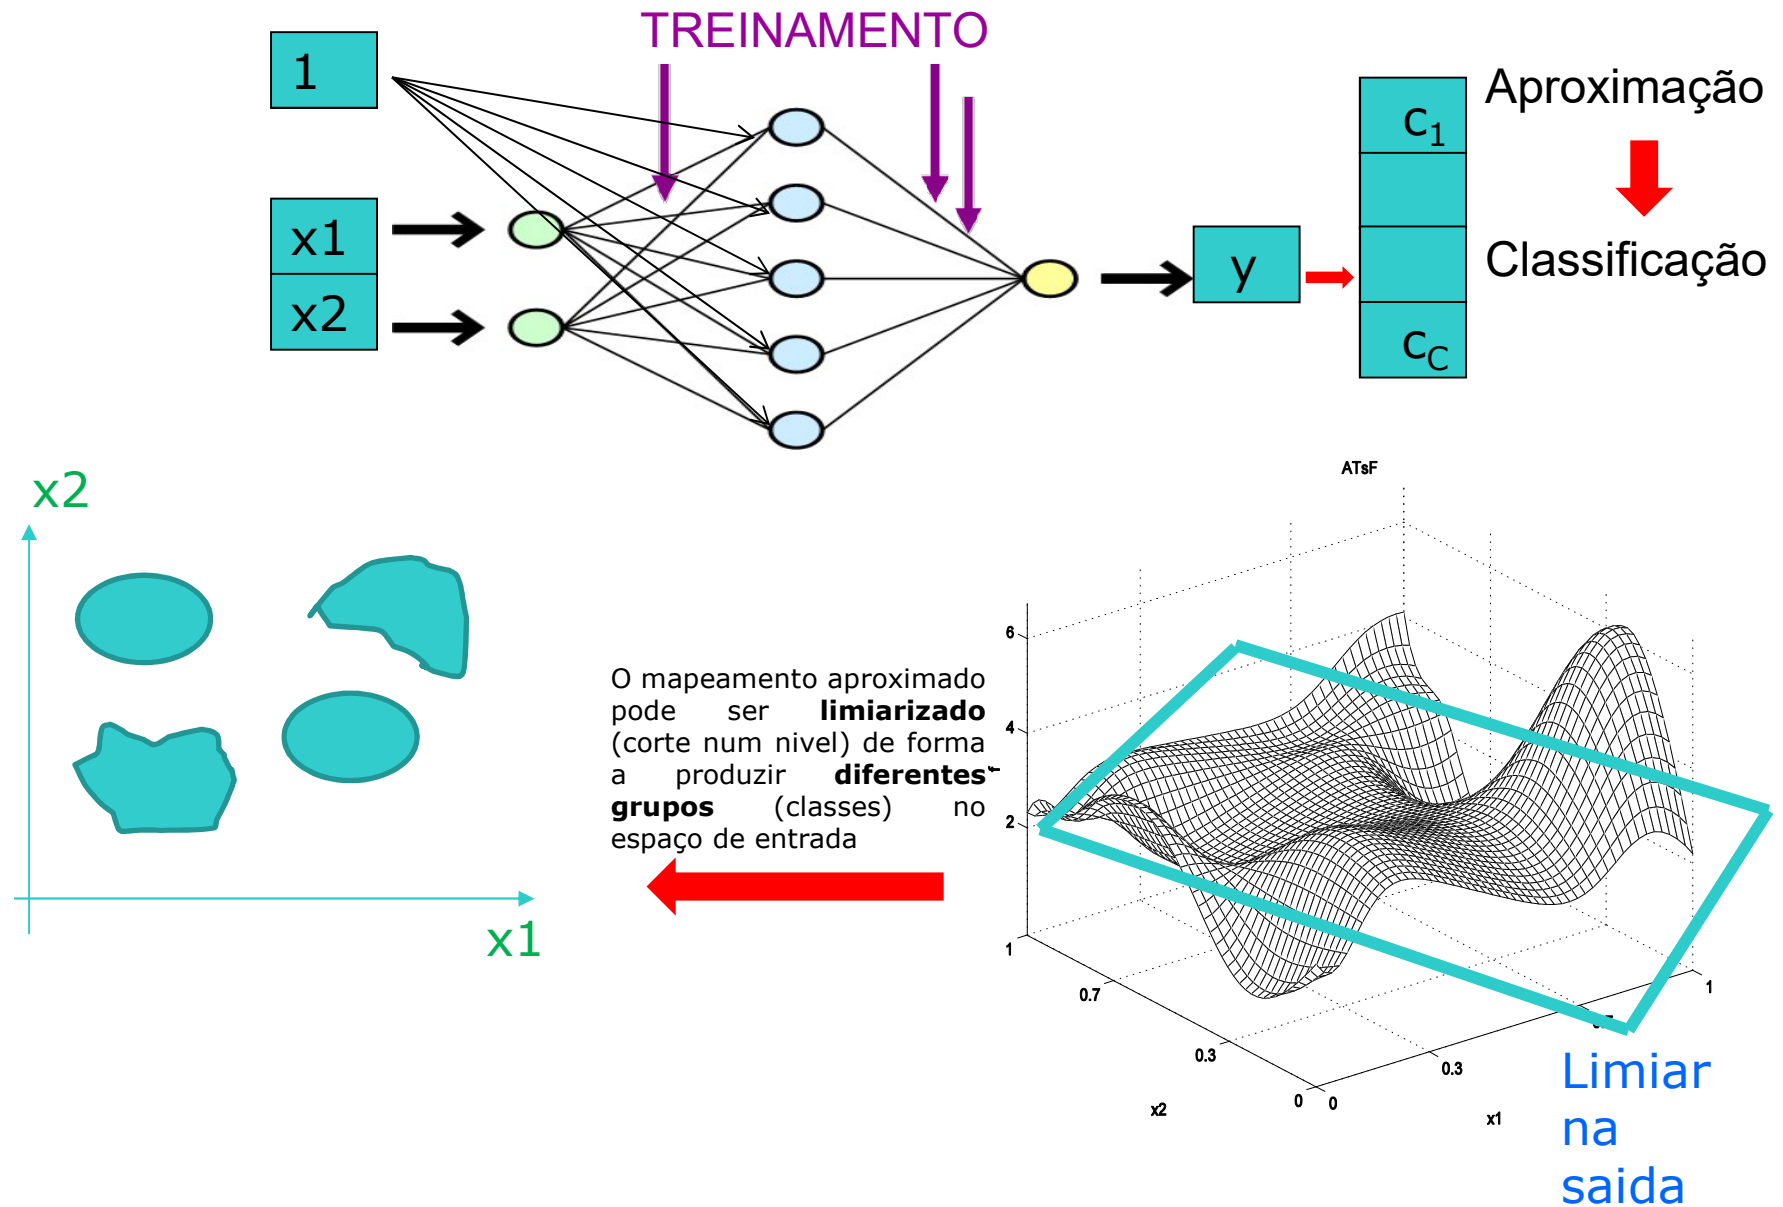 TREINAMENTO
1
x1
x2
y
c1
cC
Aproximação
Classificação
x2
x1
O mapeamento aproximado
pode ser limiarizado
(corte num nivel) de forma
a produzir diferentes
grupos (classes) no
espaço de entrada
ATsF
6
4
2
f
1
0.7
0.3
0
x2
0
0.3
1
x1
Limiar
na
saida